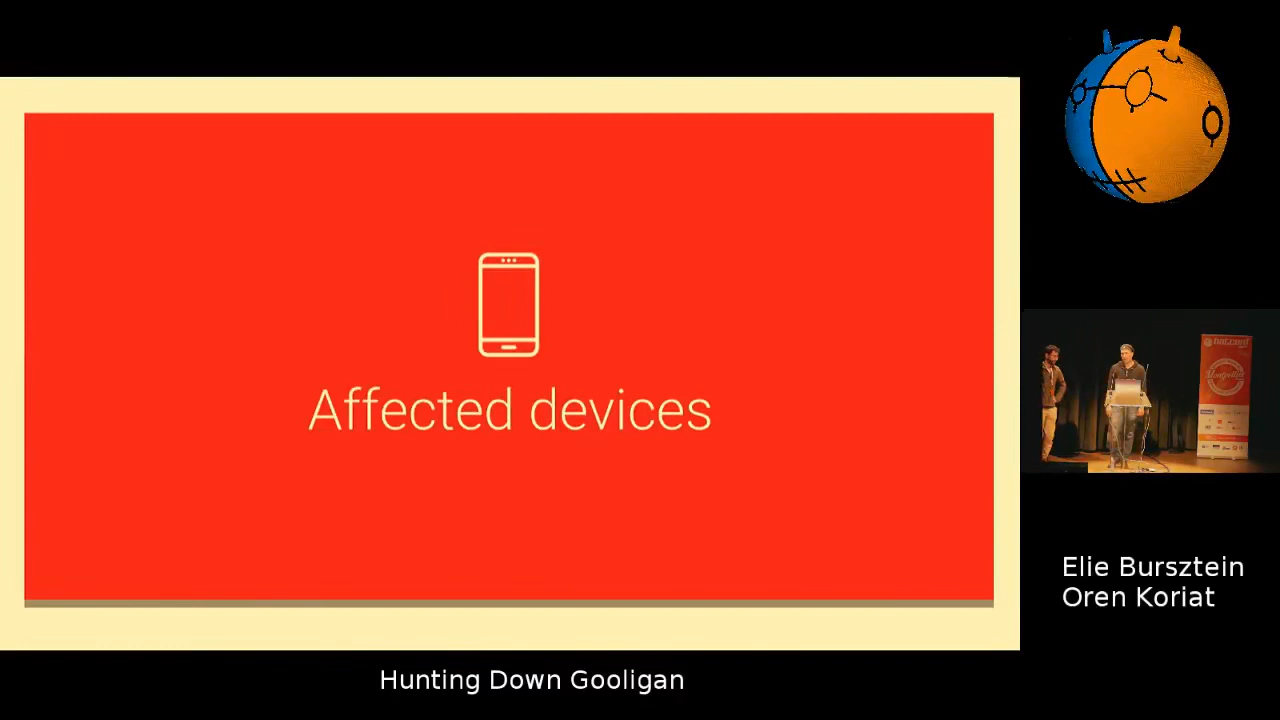 Affected devices
Elie Bursztein
Oren Koriat
Hunting Down Gooligan